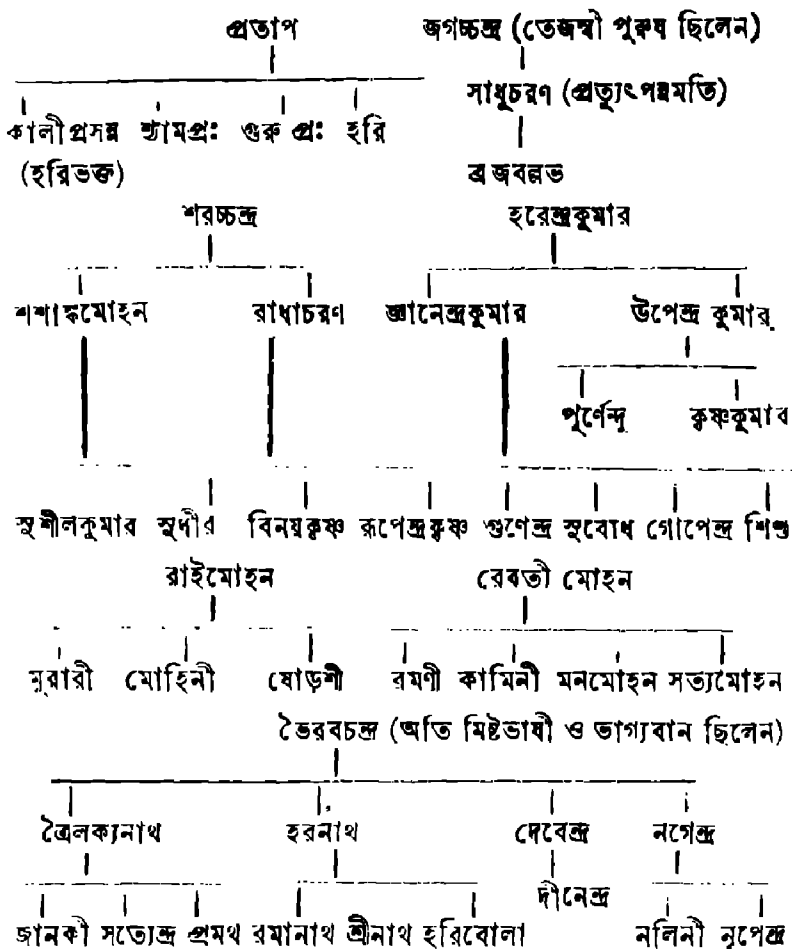 প্রতাপ জগচ্চন্দ্র (তেজস্বী পুরুষ ছিলেন)
সাধুচরণ (প্রত্যুৎপন্নমতি)
কালীপ্রসন্ন শ্যামপ্রঃ গুরু প্রঃ হরি
(হরিভক্ত) ব্রজবল্লভ
শরচ্চন্দ্র হরেন্দ্রকুমার
শশাঙ্কমোহন রাধাচরণ জ্ঞানেন্দ্রকুমার উপেন্দ্র কুমার
পূর্ণেন্দু কৃষ্ণকুমার
সুশীলকুমার সুধীর বিনয়কৃষ্ণ রূপেন্দ্রকৃষ্ণ গুণেন্দ্র সুবোধ গোপেন্দ্র শিশু
রাইমোহন রেবতী মোহন
মুরারী মোহিনী ষোড়শী রমণী কামিনী মনমোহন সত্যমোহন
ভৈরবচন্দ্র (অতি মিষ্টভাষী ও ভাগ্যবান ছিলেন)
ত্রৈলক্যনাথ হরনাথ দেবেন্দ্র নগেন্দ্র
দীনেন্দ্র
জানকী সত্যেন্দ্র প্রমথ রমানাথ শ্রীনাথ হরিবোলা নলিনী নৃপেন্দ্র